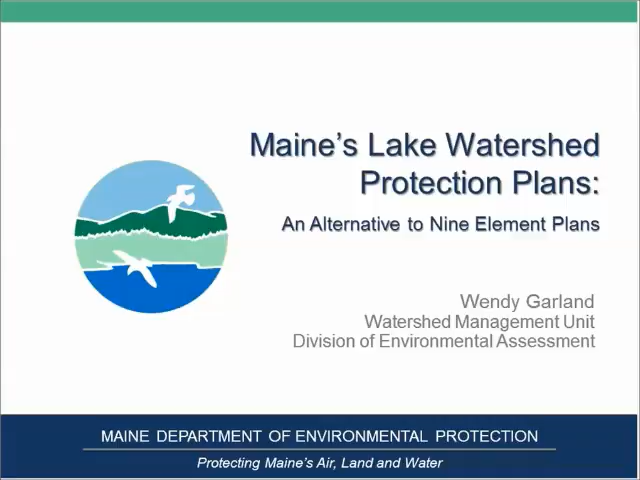 Maine's Lake Watershed
Protection Plans:
An Alternative to Nine Element Plans
Wendy Garland
Watershed Management Unit
Division of Environmental Assessment
MAINE DEPARTMENT OF ENVIRONMENTAL PROTECTION
Protecting Maine's Air, Land and Water